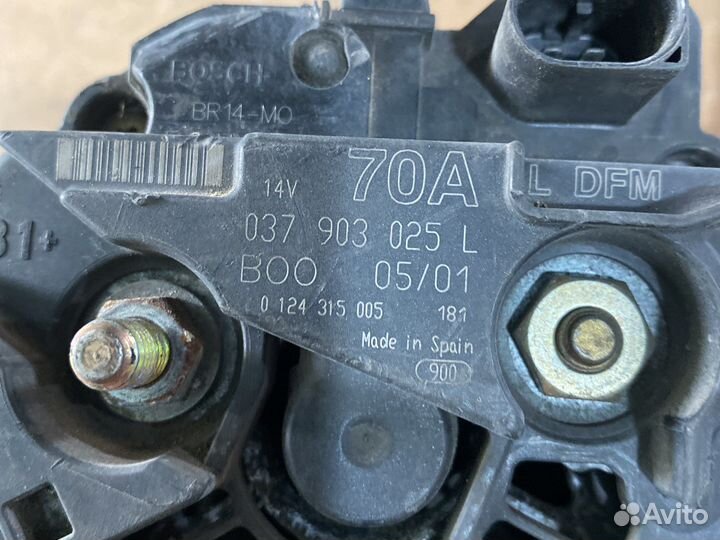 BOSCH
BR14-MO
14V 70A L DFM
037 903 025 L
B00 05/01
0 124 315 005 181
Made in Spain
900
B1+
Avito